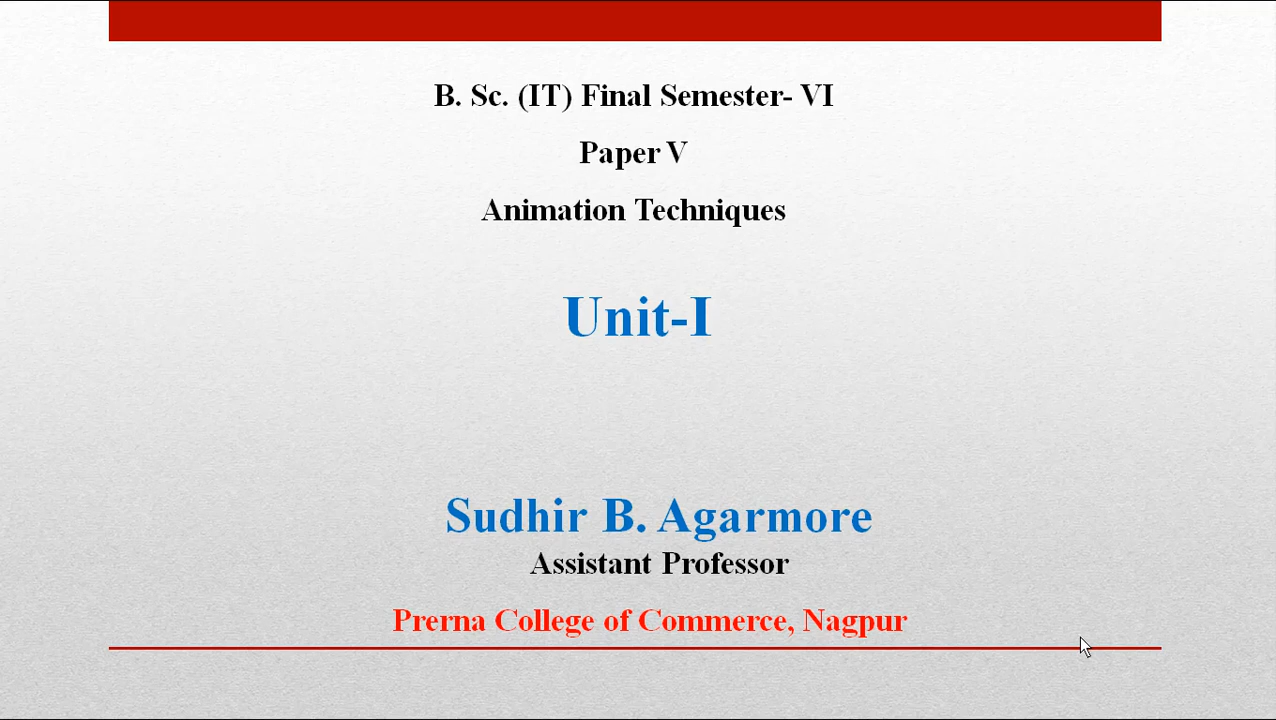 B. Sc. (IT) Final Semester- VI
Paper V
Animation Techniques
Unit-I
Sudhir B. Agarmore
Assistant Professor
Prerna College of Commerce, Nagpur